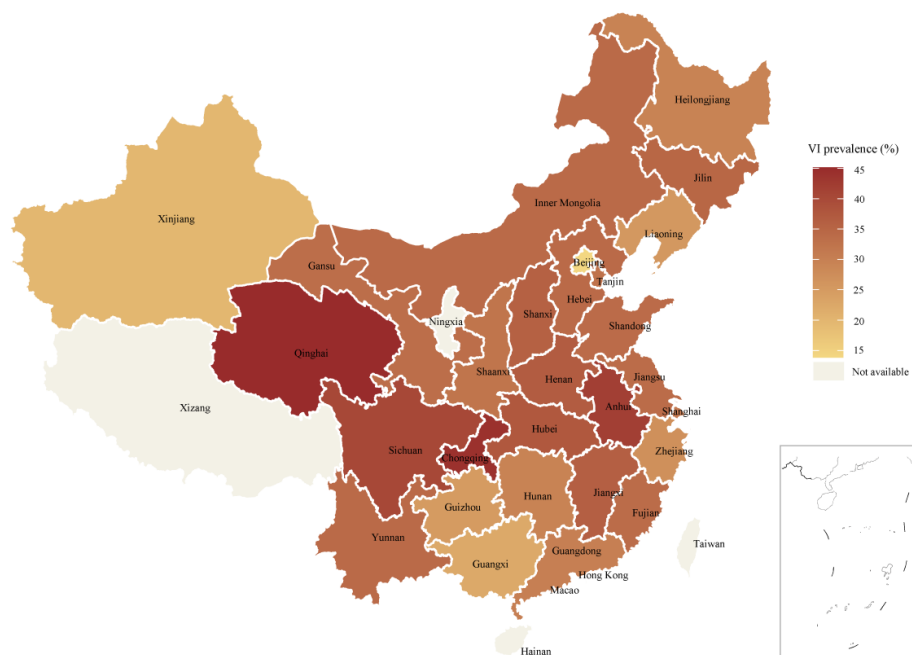 Heilongjiang
VI prevalence (%)
45
40
35
30
25
20
15
Not available
Jilin
Inner Mongolia
Xinjiang
Liaoning
Gansu
Beijing
Tanjin
Hebei
Shanxi
Ningxia
Shandong
Qinghai
Shaanxi
Henan
Jiangsu
Xizang
Anhui
Shanghai
Hubei
Sichuan
Chongqing
Zhejiang
Jiangxi
Hunan
Guizhou
Fujian
Yunnan
Taiwan
Guangdong
Guangxi
Hong Kong
Macao
Hainan